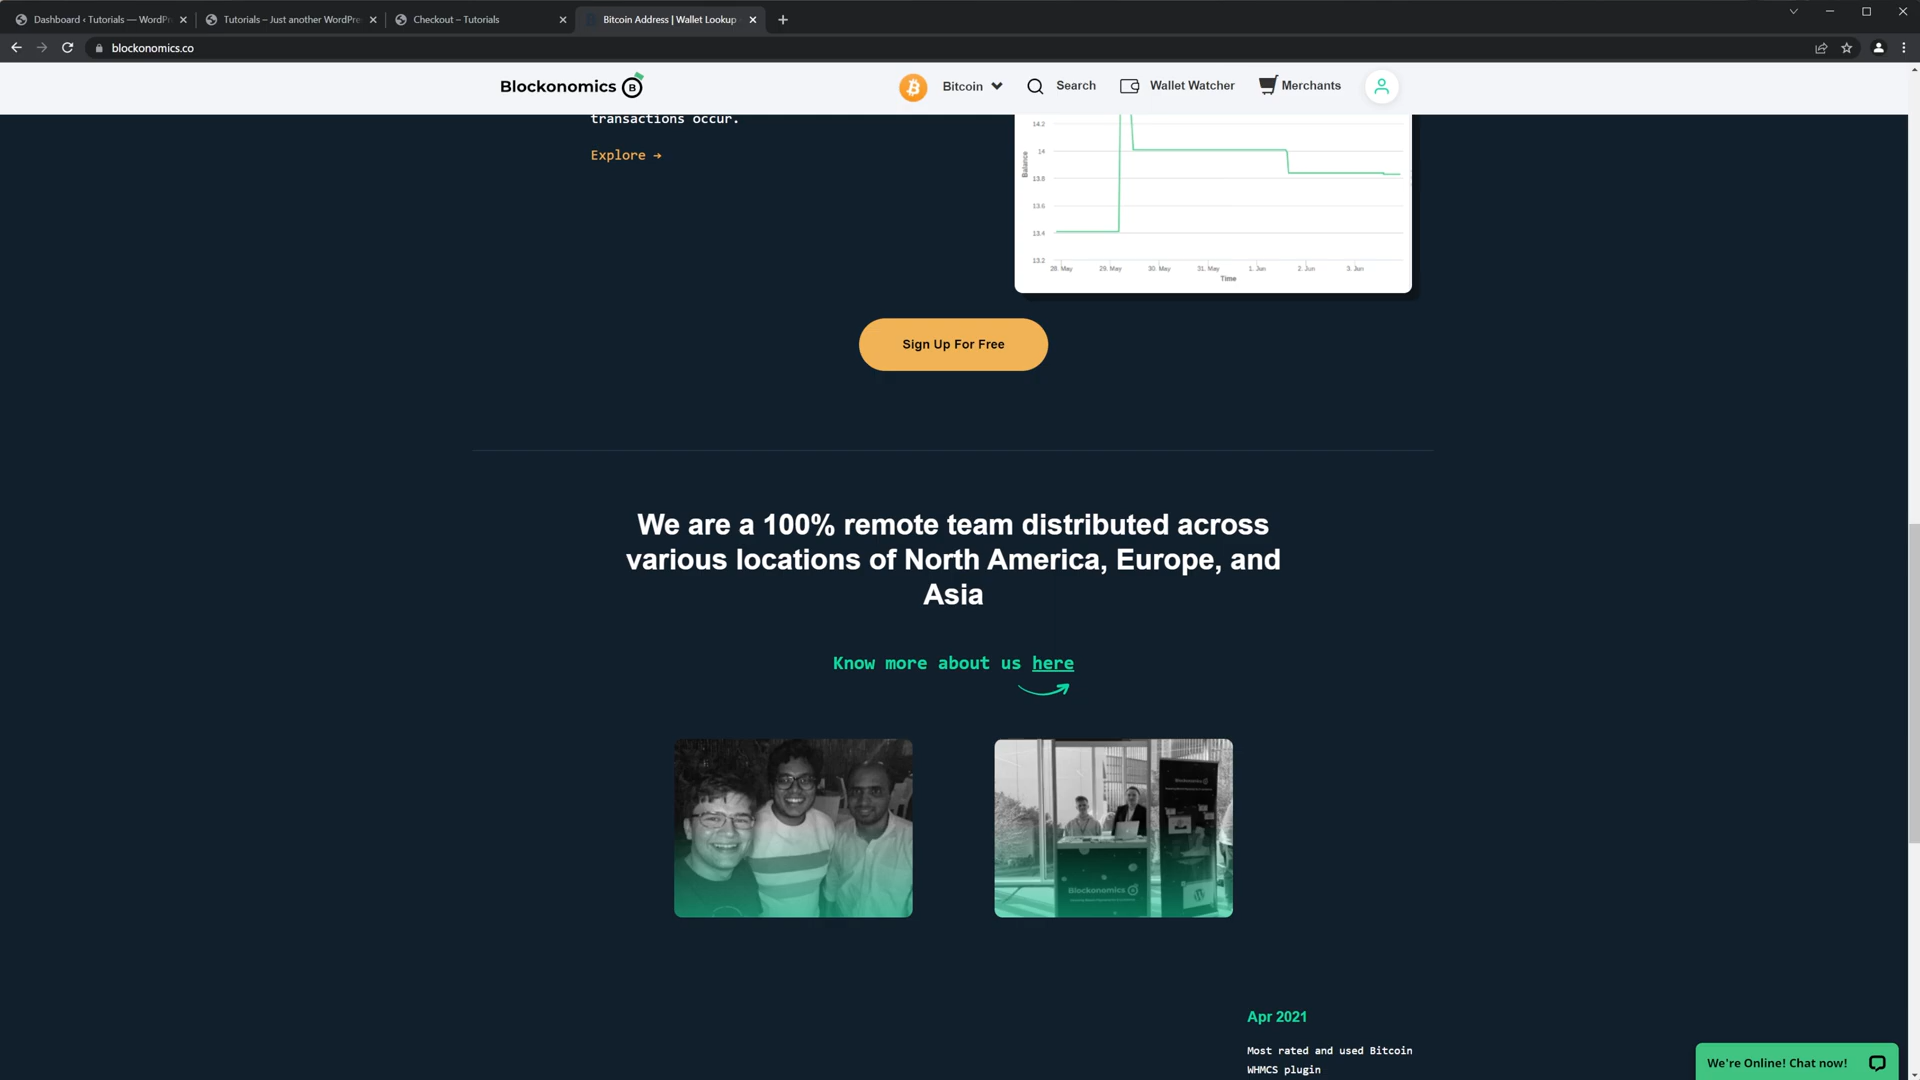 Dashboard ‹ Tutorials — WordPr
Tutorials – Just another WordPre
Checkout – Tutorials
Bitcoin Address | Wallet Lookup
blockonomics.co
Blockonomics
Bitcoin
Search
Wallet Watcher
Merchants
transactions occur.
Explore →
14.2
14
13.8
13.6
13.4
13.2
Balance
28. May
29. May
30. May
31. May
1. Jun
2. Jun
3. Jun
Time
Sign Up For Free
We are a 100% remote team distributed across
various locations of North America, Europe, and
Asia
Know more about us here
Blockonomics
Blockonomics
Apr 2021
Most rated and used Bitcoin
WHMCS plugin
We're Online! Chat now!